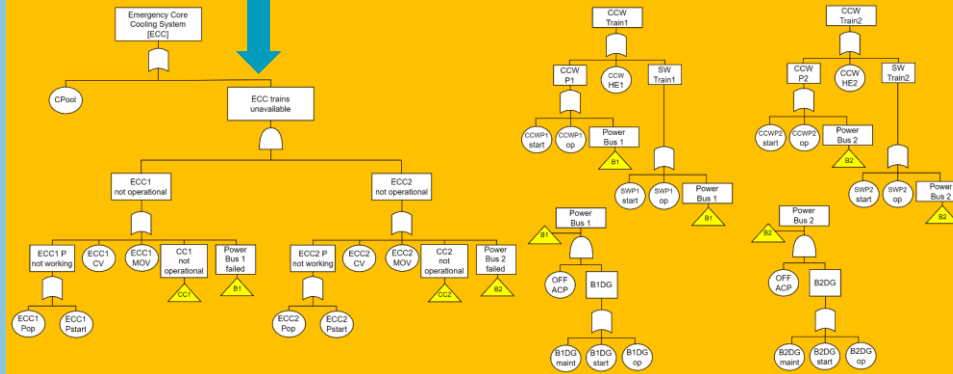 Emergency Core
Cooling System
[ECC]
CPool
ECC trains
unavailable
ECC1
not operational
ECC2
not operational
ECC1 P
not working
ECC1
CV
ECC1
MOV
CC1
not
operational
Power
Bus 1
failed
CC1
B1
ECC1
Pop
ECC1
Pstart
ECC2 P
not working
ECC2
CV
ECC2
MOV
CC2
not
operational
Power
Bus 2
failed
CC2
B2
ECC2
Pop
ECC2
Pstart
CCW
Train1
CCW
P1
CCW
HE1
SW
Train1
CCWP1
start
CCWP1
op
Power
Bus 1
B1
SWP1
start
SWP1
op
Power
Bus 1
B1
Power
Bus 1
B1
OFF
ACP
B1DG
B1DG
maint
B1DG
start
B1DG
op
CCW
Train2
CCW
P2
CCW
HE2
SW
Train2
CCWP2
start
CCWP2
op
Power
Bus 2
B2
SWP2
start
SWP2
op
Power
Bus 2
B2
Power
Bus 2
B2
OFF
ACP
B2DG
B2DG
maint
B2DG
start
B2DG
op